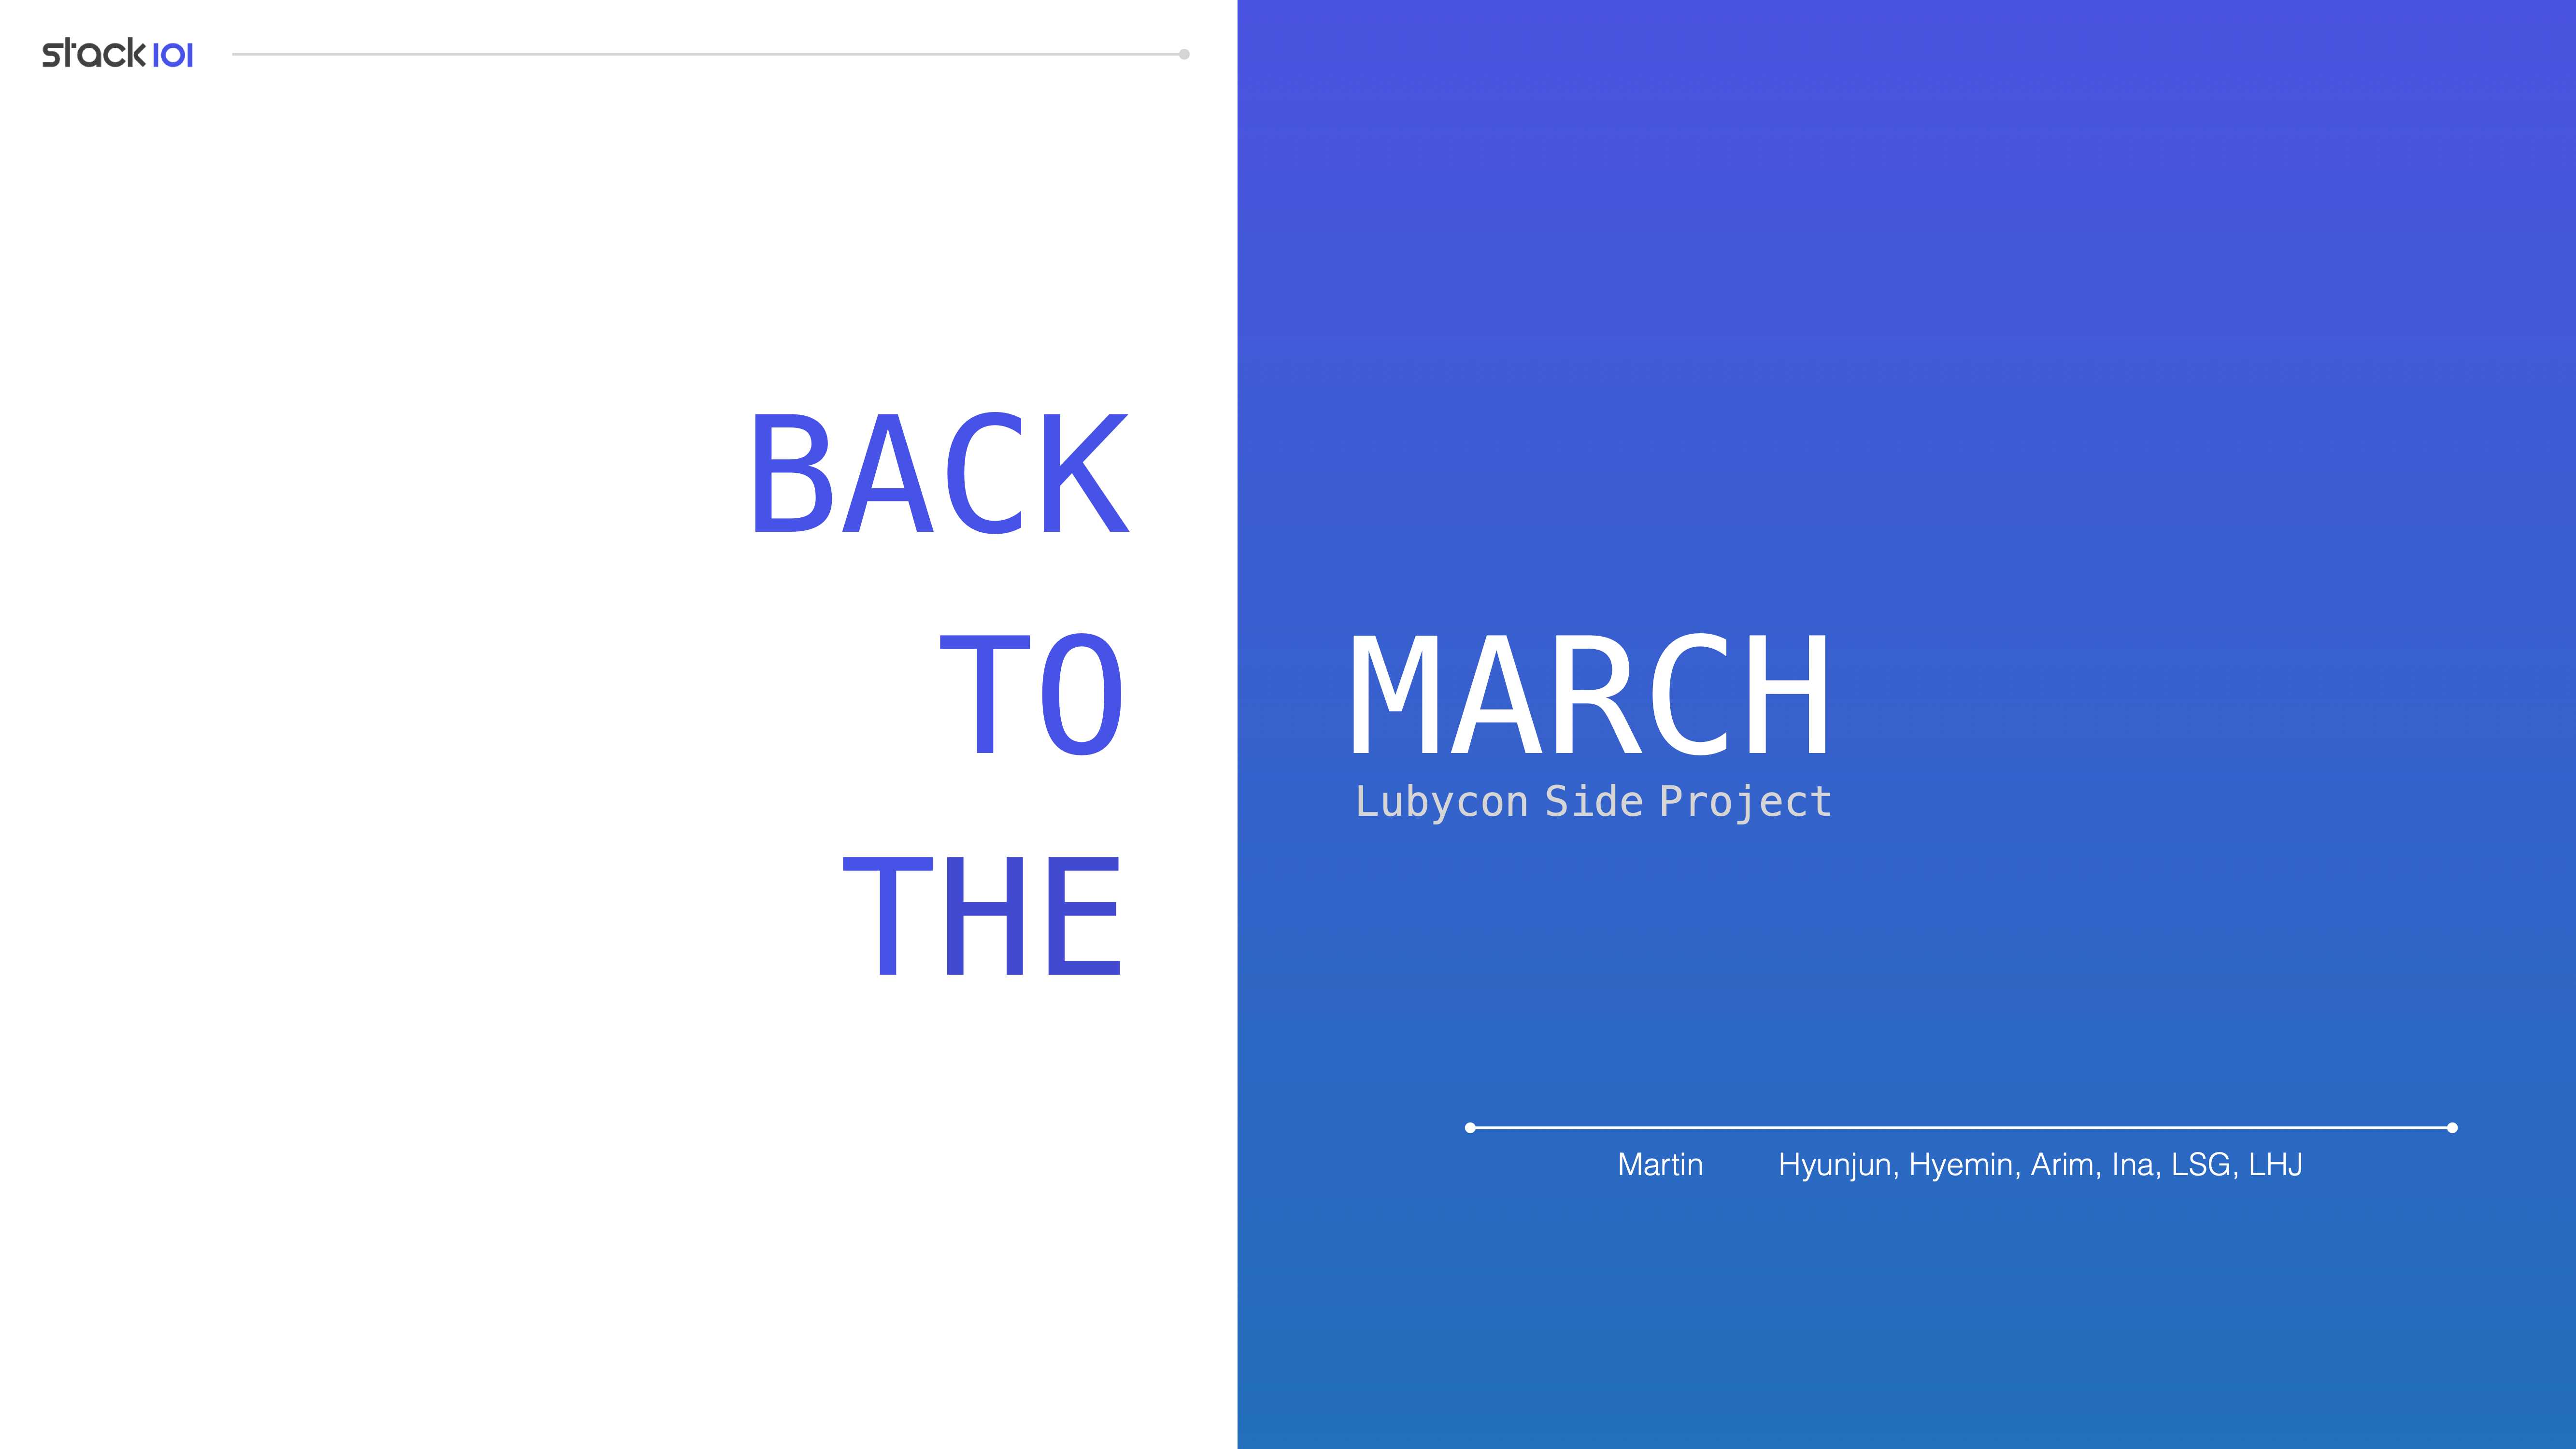 stack 101
BACK
TO
THE
MARCH
Lubycon Side Project
Martin Hyunjun, Hyemin, Arim, Ina, LSG, LHJ